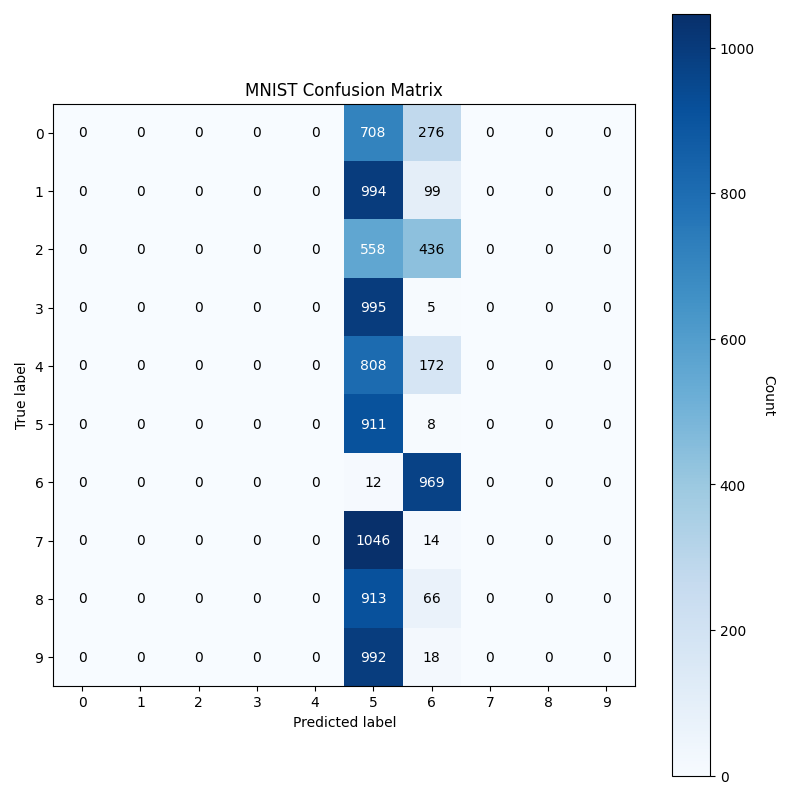 MNIST Confusion Matrix
0 0 0 0 0 0 708 276 0 0 0
1 0 0 0 0 0 994 99 0 0 0
2 0 0 0 0 0 558 436 0 0 0
3 0 0 0 0 0 995 5 0 0 0
4 0 0 0 0 0 808 172 0 0 0
5 0 0 0 0 0 911 8 0 0 0
6 0 0 0 0 0 12 969 0 0 0
7 0 0 0 0 0 1046 14 0 0 0
8 0 0 0 0 0 913 66 0 0 0
9 0 0 0 0 0 992 18 0 0 0
0 1 2 3 4 5 6 7 8 9
Predicted label
True label
1000
800
600
400
200
0
Count